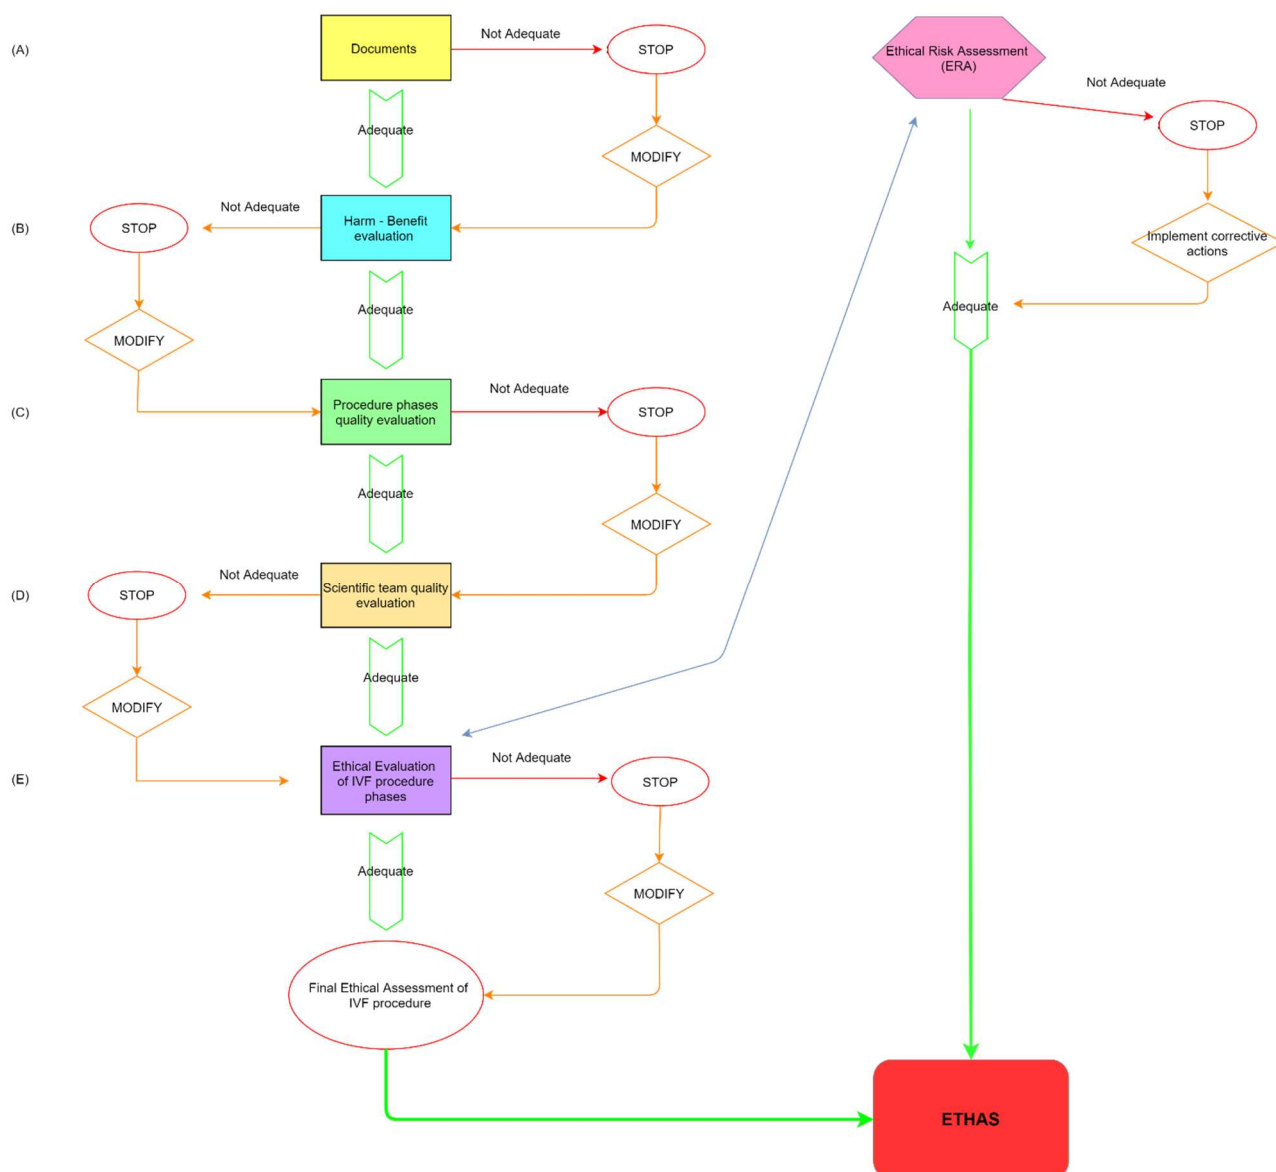 (A)
Documents
Not Adequate
STOP
Ethical Risk Assessment
(ERA)
Not Adequate
STOP
Adequate
MODIFY
(B)
STOP
Not Adequate
Harm - Benefit
evaluation
Implement corrective
actions
Adequate
Adequate
MODIFY
(C)
Procedure phases
quality evaluation
Not Adequate
STOP
Adequate
MODIFY
(D)
STOP
Not Adequate
Scientific team quality
evaluation
Adequate
MODIFY
(E)
Ethical Evaluation
of IVF procedure
phases
Not Adequate
STOP
Adequate
MODIFY
Final Ethical Assessment of
IVF procedure
ETHAS